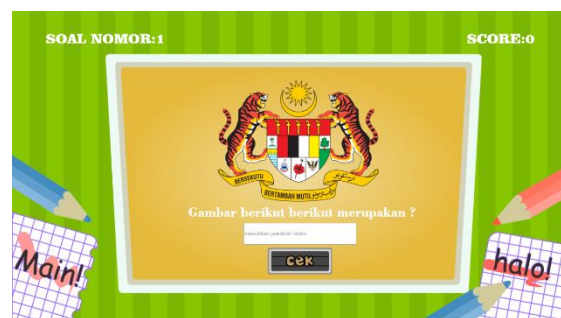 SOAL NOMOR:1
SCORE:0
BERSEKUTU
BERTAMBAH MUTU
Gambar berikut berikut merupakan ?
CEK
Main!
halo!